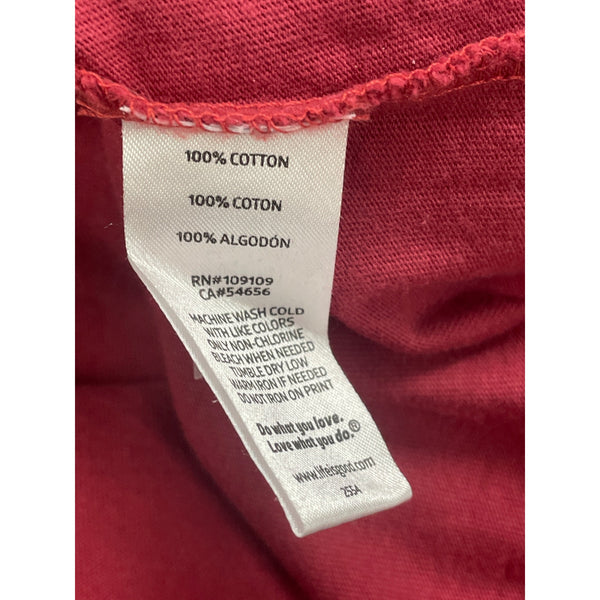 100% COTTON
100% COTON
100% ALGODÓN
RN#109109
CA#54656
MACHINE WASH COLD
WITH LIKE COLORS
ONLY NON-CHLORINE
BLEACH WHEN NEEDED
TUMBLE DRY LOW
WARM IRON IF NEEDED
DO NOT IRON ON PRINT
Do what you love.
Love what you do.®
www.lifeisgood.com
255A